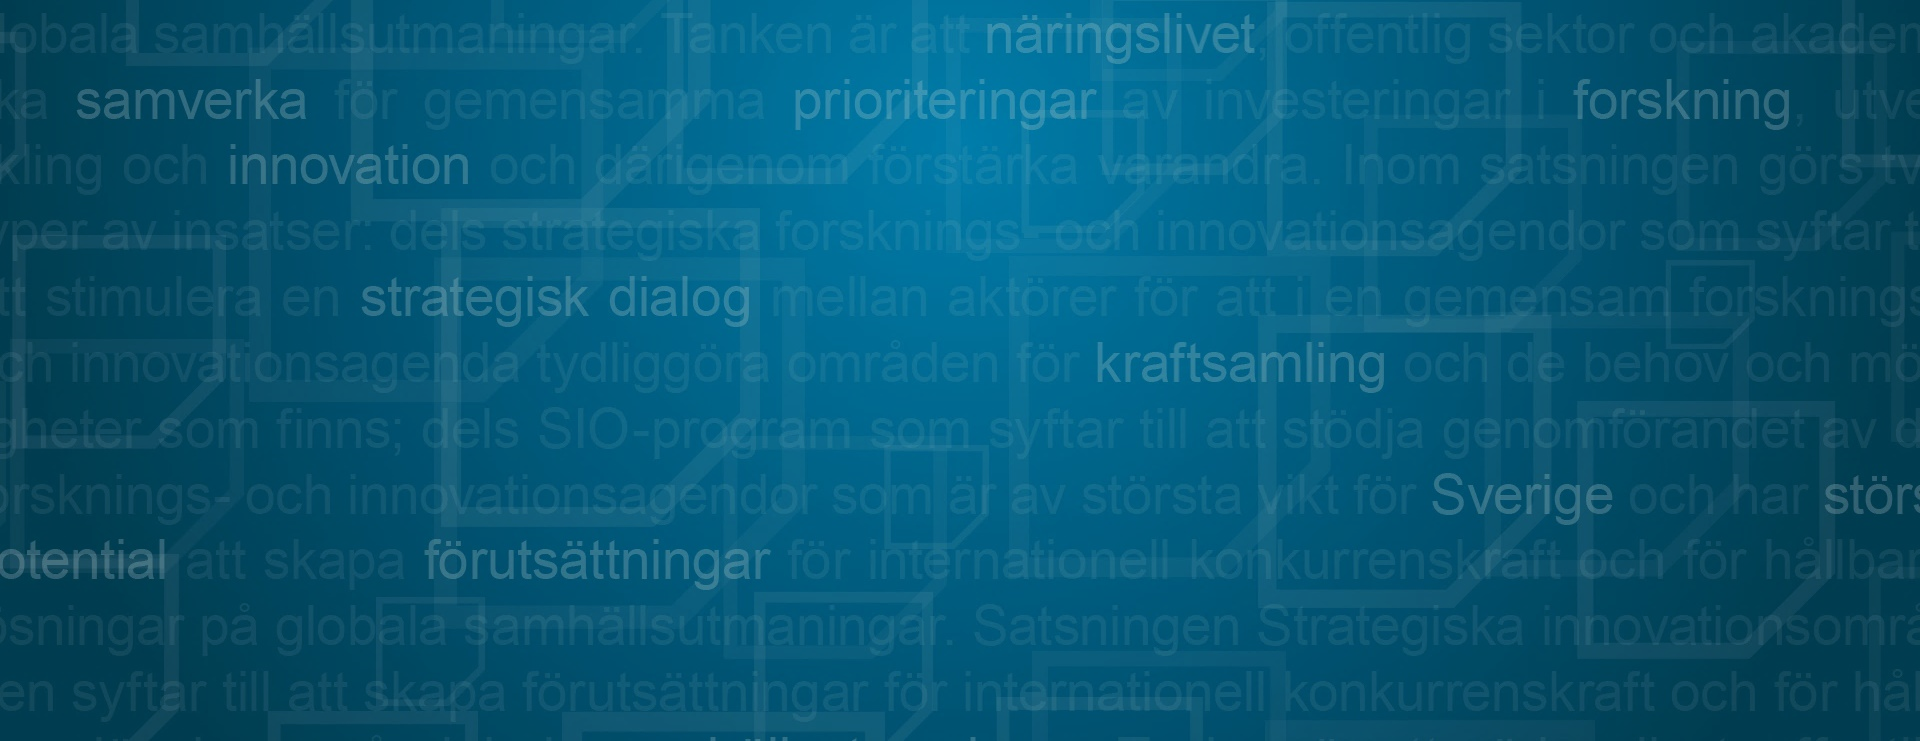 lobala samhällsutmaningar. Tanken är att näringslivet, offentlig sektor och akadem
ka samverka för gemensamma prioriteringar av investeringar i forskning, utve
kling och innovation och därigenom förstärka varandra. Inom satsningen görs tv
yper av insatser: dels strategiska forsknings- och innovationsagendor som syftar t
tt stimulera en strategisk dialog mellan aktörer för att i en gemensam forsknings
ch innovationsagenda tydliggöra områden för kraftsamling och de behov och mö
gheter som finns; dels SIO-program som syftar till att stödja genomförandet av d
orsknings- och innovationsagendor som är av största vikt för Sverige och har störs
otential att skapa förutsättningar för internationell konkurrenskraft och för hållbar
ösningar på globala samhällsutmaningar. Satsningen Strategiska innovationsområ
en syftar till att skapa förutsättningar för internationell konkurrenskraft och för hål